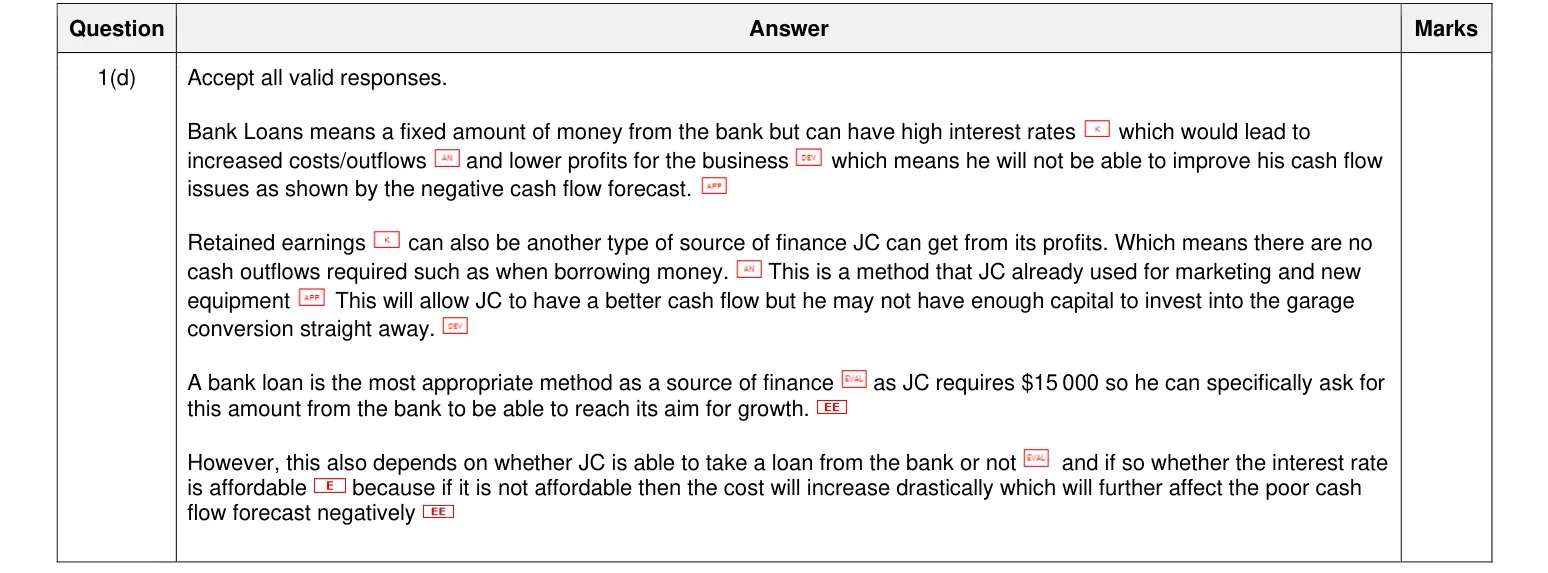 Question Answer Marks
1(d) Accept all valid responses.
Bank Loans means a fixed amount of money from the bank but can have high interest rates K which would lead to
increased costs/outflows AN and lower profits for the business DEV which means he will not be able to improve his cash flow
issues as shown by the negative cash flow forecast. APP
Retained earnings K can also be another type of source of finance JC can get from its profits. Which means there are no
cash outflows required such as when borrowing money. AN This is a method that JC already used for marketing and new
equipment APP This will allow JC to have a better cash flow but he may not have enough capital to invest into the garage
conversion straight away. DEV
A bank loan is the most appropriate method as a source of finance EVAL as JC requires $15 000 so he can specifically ask for
this amount from the bank to be able to reach its aim for growth. EE
However, this also depends on whether JC is able to take a loan from the bank or not EVAL and if so whether the interest rate
is affordable E because if it is not affordable then the cost will increase drastically which will further affect the poor cash
flow forecast negatively EE